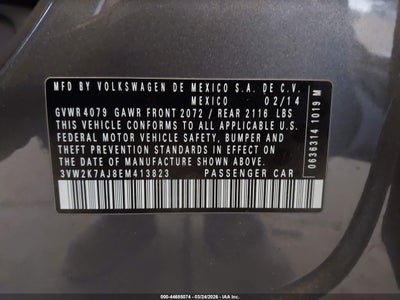 MFD BY VOLKSWAGEN DE MEXICO S.A. DE C.V.
MEXICO 02/14
GVWR 4079 GAWR FRONT 2072 / REAR 2116 LBS
THIS VEHICLE CONFORMS TO ALL APPLICABLE U.S.
FEDERAL MOTOR VEHICLE SAFETY, BUMPER AND
THEFT PREVENTION STANDARDS IN EFFECT ON
THE DATE OF MANUFACTURE SHOWN ABOVE
3VW2K7AJ8EM413823 PASSENGER CAR
0636314 1019 M
000-44685074 - 03/24/2026 - IAA Inc.